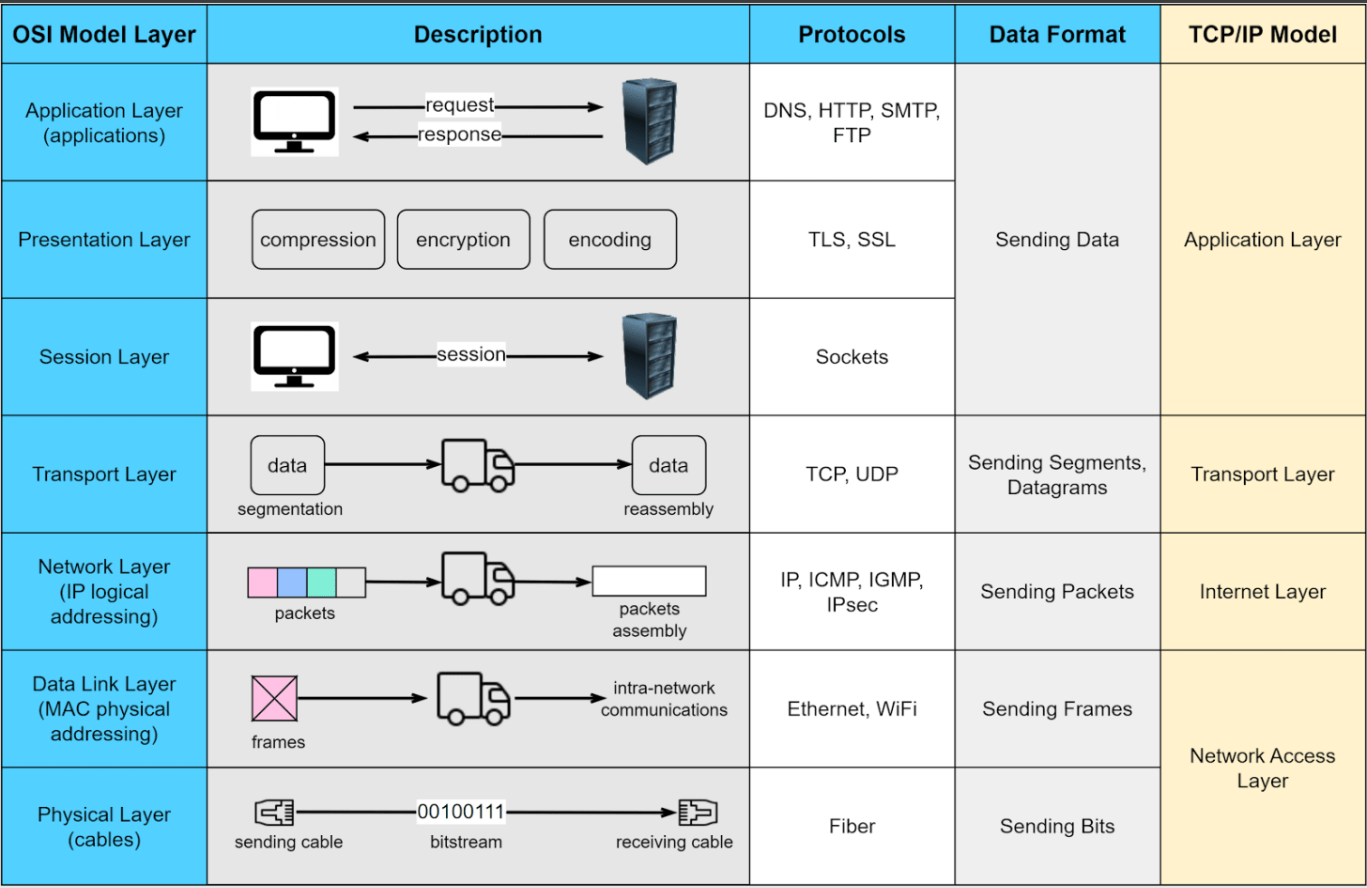 OSI Model Layer
Description
Protocols
Data Format
TCP/IP Model
Application Layer
(applications)
request
response
DNS, HTTP, SMTP,
FTP
Presentation Layer
compression
encryption
encoding
TLS, SSL
Sending Data
Application Layer
Session Layer
session
Sockets
Transport Layer
data
segmentation
data
reassembly
TCP, UDP
Sending Segments,
Datagrams
Transport Layer
Network Layer
(IP logical
addressing)
packets
packets
assembly
IP, ICMP, IGMP,
IPsec
Sending Packets
Internet Layer
Data Link Layer
(MAC physical
addressing)
frames
intra-network
communications
Ethernet, WiFi
Sending Frames
Network Access
Layer
Physical Layer
(cables)
sending cable
00100111
bitstream
receiving cable
Fiber
Sending Bits